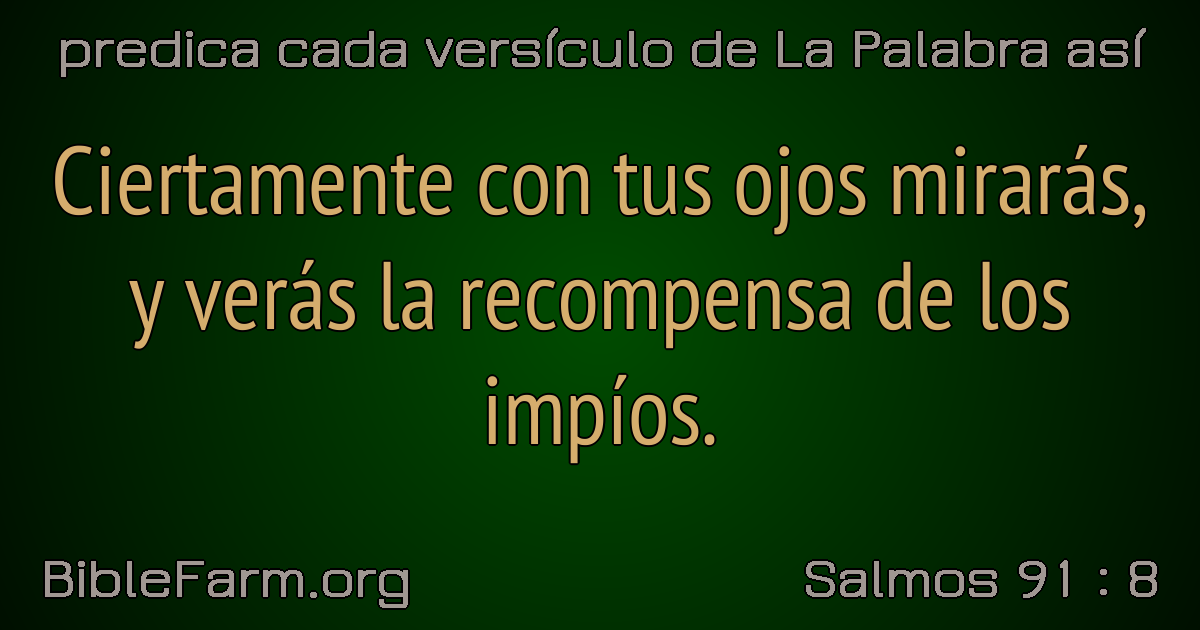 predica cada versículo de La Palabra así
Ciertamente con tus ojos mirarás,
y verás la recompensa de los
impíos.
BibleFarm.org
Salmos 91 : 8